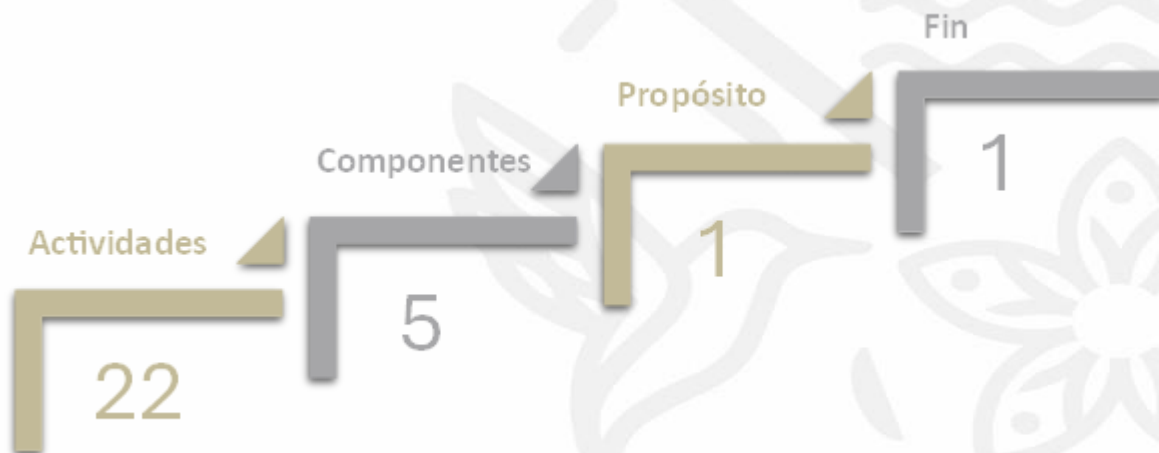 Fin
1
Propósito
1
Componentes
5
Actividades
22